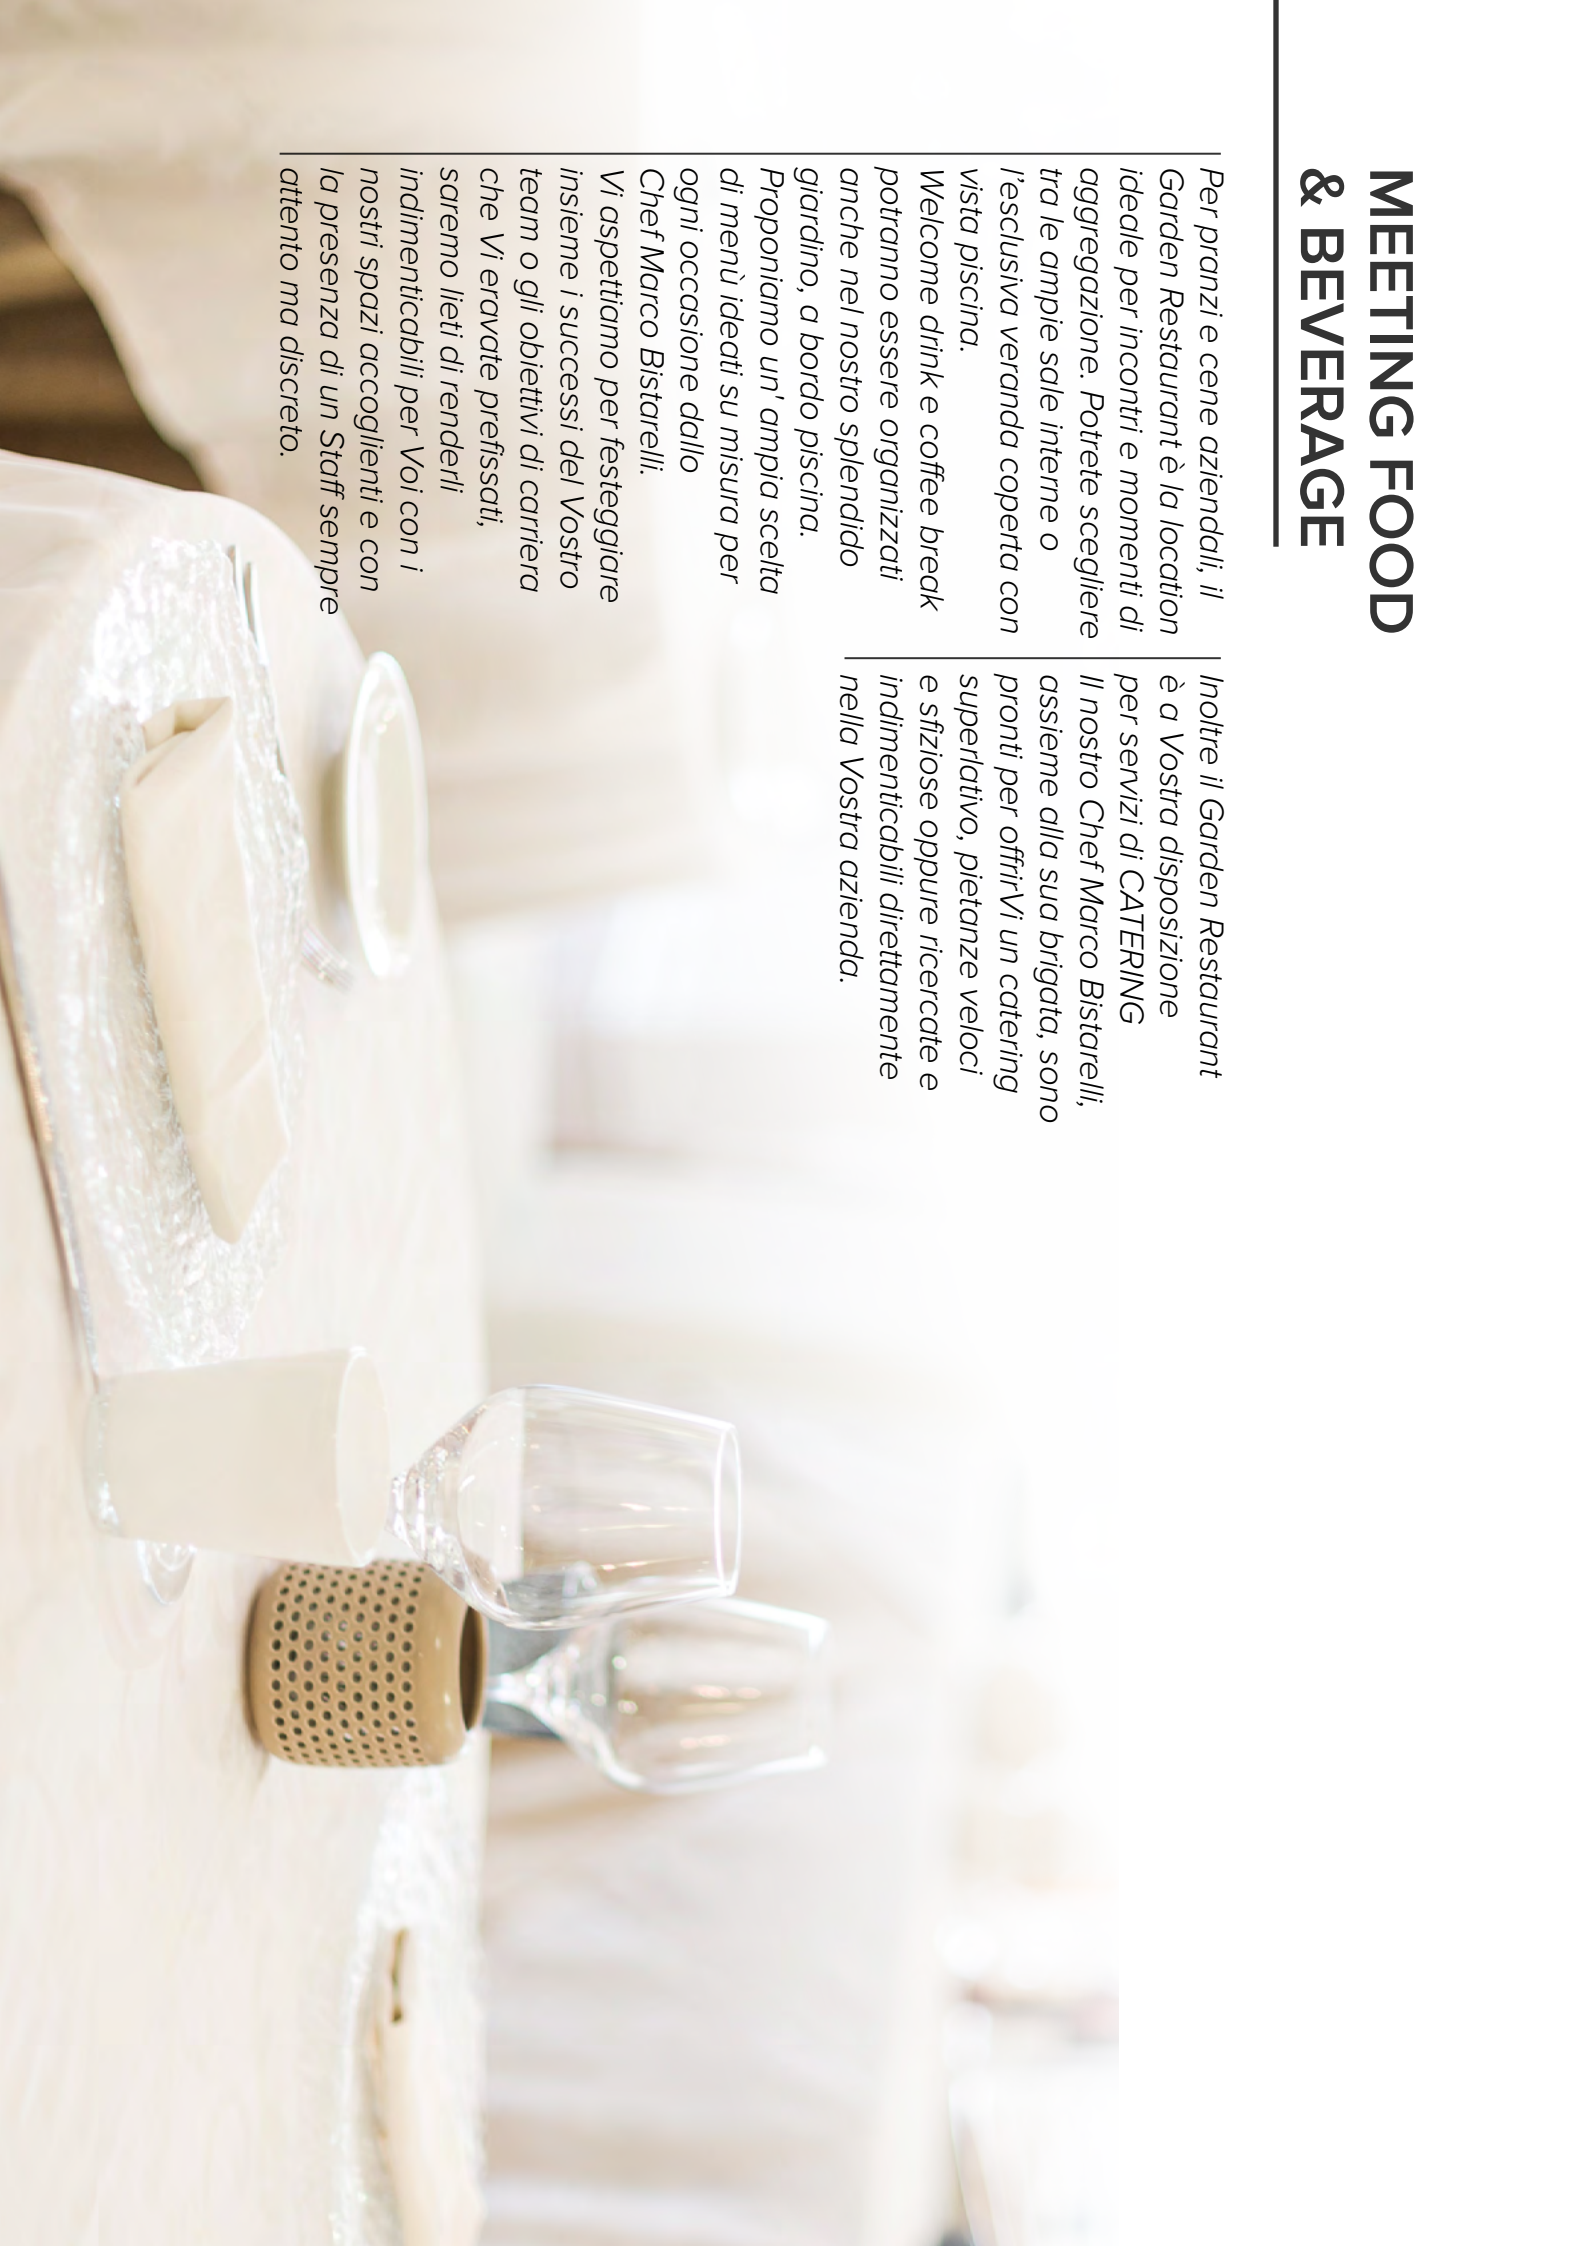 MEETING FOOD
& BEVERAGE
Per pranzi e cene aziendali, il
Garden Restaurant è la location
ideale per incontri e momenti di
aggregazione. Potrete scegliere
tra le ampie sale interne o
l'esclusiva veranda coperta con
vista piscina.
Welcome drink e coffee break
potranno essere organizzati
anche nel nostro splendido
giardino, a bordo piscina.
Proponiamo un' ampia scelta
di menù ideati su misura per
ogni occasione dallo
Chef Marco Bistarelli.
Vi aspettiamo per festeggiare
insieme i successi del Vostro
team o gli obiettivi di carriera
che Vi eravate prefissati,
saremo lieti di renderli
indimenticabili per Voi con i
nostri spazi accoglienti e con
la presenza di un Staff sempre
attento ma discreto.
Inoltre il Garden Restaurant
è a Vostra disposizione
per servizi di CATERING
Il nostro Chef Marco Bistarelli,
assieme alla sua brigata, sono
pronti per offrirVi un catering
superlativo, pietanze veloci
e sfiziose oppure ricercate e
indimenticabili direttamente
nella Vostra azienda.